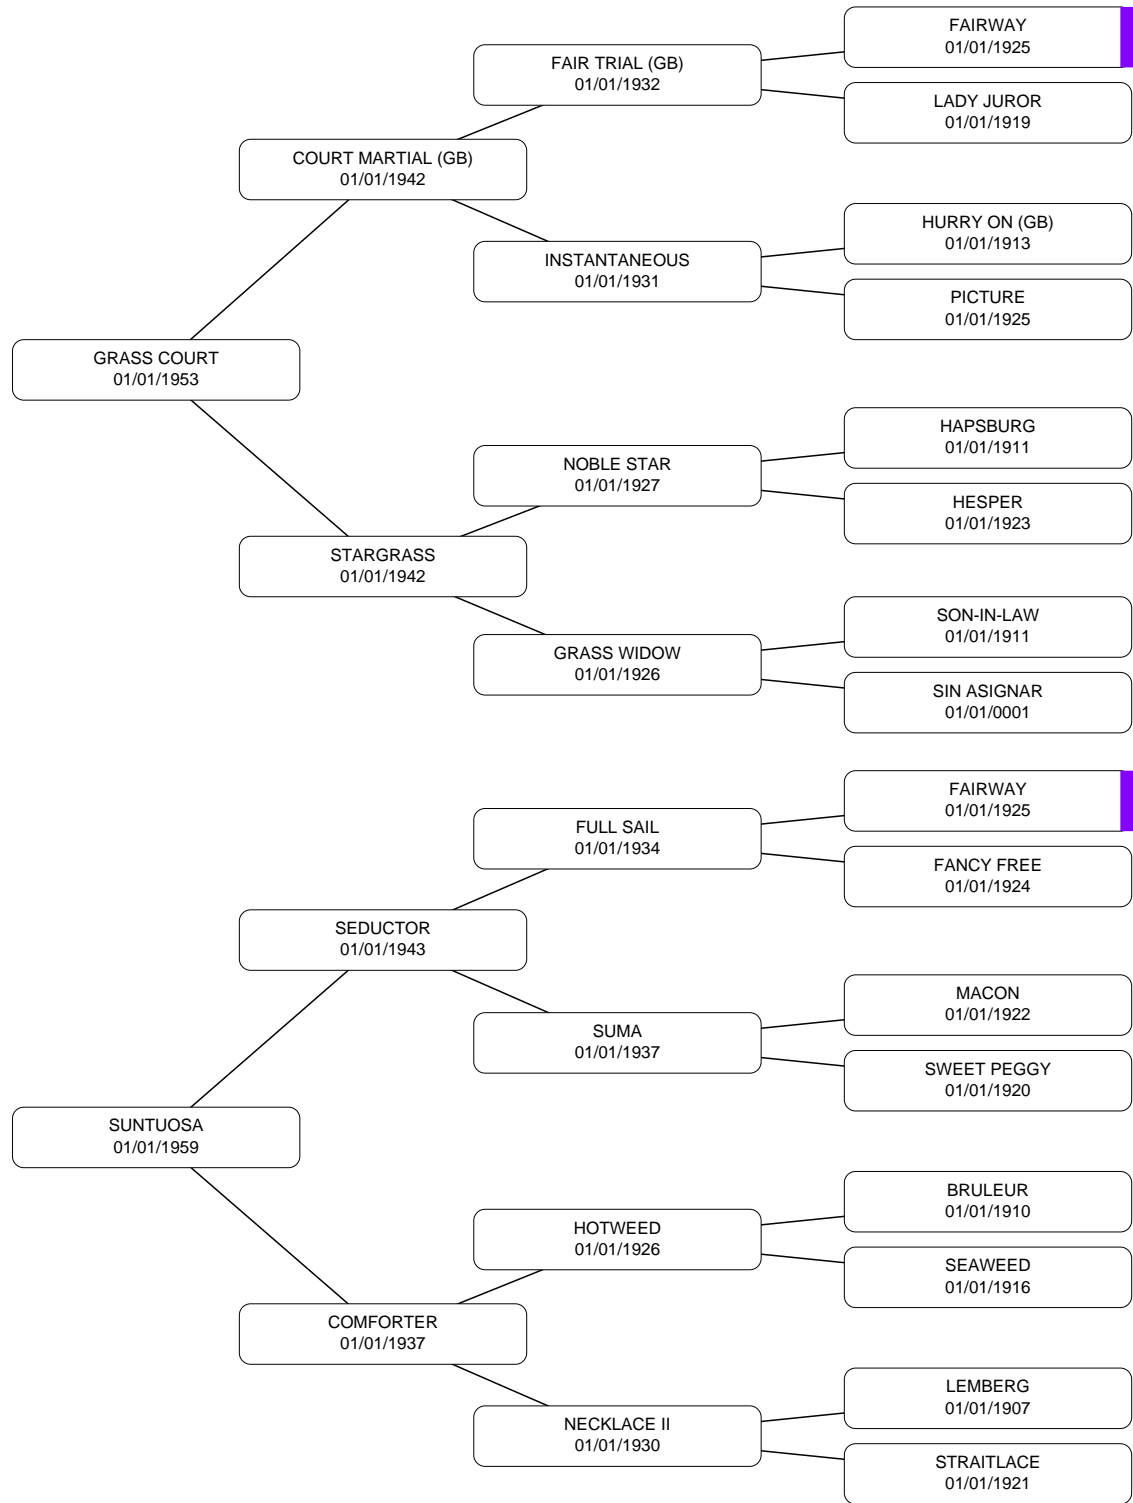 FAIRWAY
01/01/1925
FAIR TRIAL (GB)
01/01/1932
LADY JUROR
01/01/1919
COURT MARTIAL (GB)
01/01/1942
HURRY ON (GB)
01/01/1913
INSTANTANEOUS
01/01/1931
PICTURE
01/01/1925
GRASS COURT
01/01/1953
HAPSBURG
01/01/1911
NOBLE STAR
01/01/1927
HESPER
01/01/1923
STARGRASS
01/01/1942
SON-IN-LAW
01/01/1911
GRASS WIDOW
01/01/1926
SIN ASIGNAR
01/01/0001
FAIRWAY
01/01/1925
FULL SAIL
01/01/1934
FANCY FREE
01/01/1924
SEDUCTOR
01/01/1943
MACON
01/01/1922
SUMA
01/01/1937
SWEET PEGGY
01/01/1920
SUNTUOSA
01/01/1959
BRULEUR
01/01/1910
HOTWEED
01/01/1926
SEAWEED
01/01/1916
COMFORTER
01/01/1937
LEMBERG
01/01/1907
NECKLACE II
01/01/1930
STRAITLACE
01/01/1921